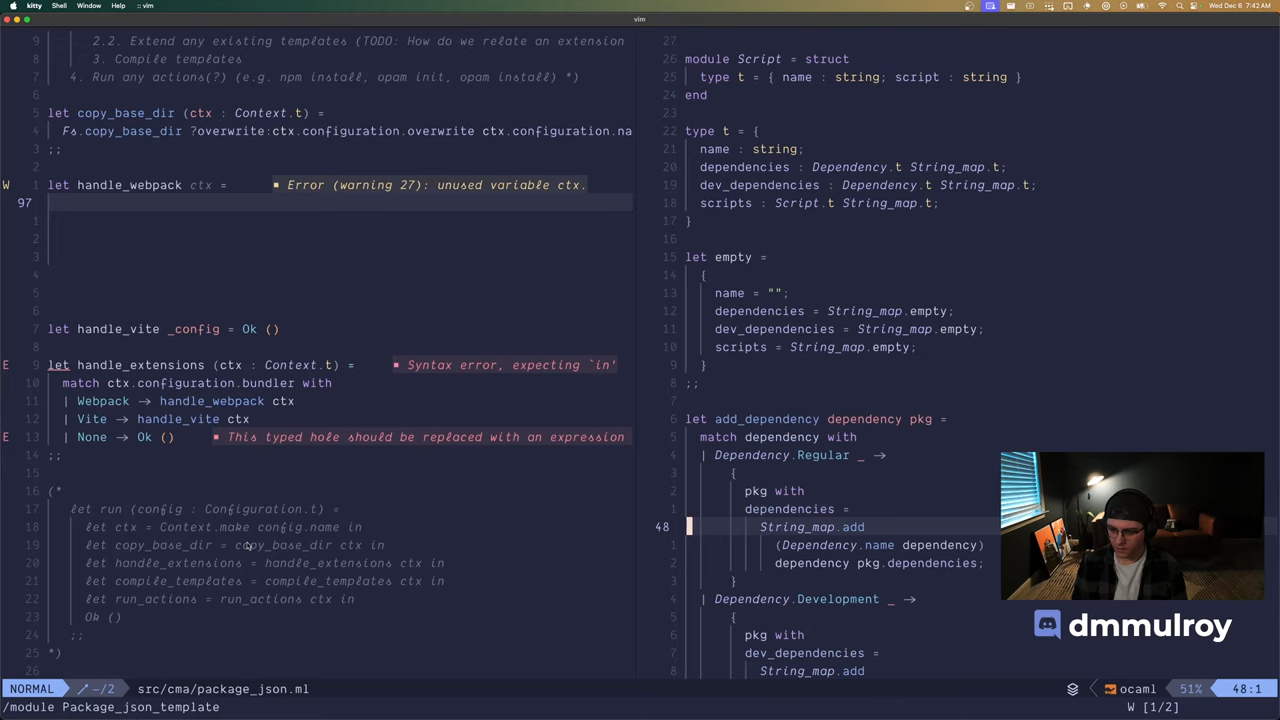 kitty Shell Window Help :: vim
Wed Dec 6 7:42 AM
vim
9 2.2. Extend any existing templates (TODO: How do we relate an extension
8 3. Compile templates
7 4. Run any actions(?) (e.g. npm install, opam init, opam install) *)
6
5 let copy_base_dir (ctx : Context.t) =
4 Fs.copy_base_dir ?overwrite:ctx.configuration.overwrite ctx.configuration.na
3 ;;
2
W 1 let handle_webpack ctx = ■ Error (warning 27): unused variable ctx.
97
1
2
3
4
5
6
7 let handle_vite _config = Ok ()
8
E 9 let handle_extensions (ctx : Context.t) = ■ Syntax error, expecting `in'
10 match ctx.configuration.bundler with
11 | Webpack -> handle_webpack ctx
12 | Vite -> handle_vite ctx
E 13 | None -> Ok () ■ This typed hole should be replaced with an expression
14 ;;
15
16 (*
17 let run (config : Configuration.t) =
18 let ctx = Context.make config.name in
19 let copy_base_dir = copy_base_dir ctx in
20 let handle_extensions = handle_extensions ctx in
21 let compile_templates = compile_templates ctx in
22 let run_actions = run_actions ctx in
23 Ok ()
24 ;;
25 *)
26
27
26 module Script = struct
25 type t = { name : string; script : string }
24 end
23
22 type t = {
21 name : string;
20 dependencies : Dependency.t String_map.t;
19 dev_dependencies : Dependency.t String_map.t;
18 scripts : Script.t String_map.t;
17 }
16
15 let empty =
14 {
13 name = "";
12 dependencies = String_map.empty;
11 dev_dependencies = String_map.empty;
10 scripts = String_map.empty;
9 }
8 ;;
7
6 let add_dependency dependency pkg =
5 match dependency with
4 | Dependency.Regular _ ->
3 {
2 pkg with
1 dependencies =
48 String_map.add
1 (Dependency.name dependency)
2 dependency pkg.dependencies;
3 }
4 | Dependency.Development _ ->
5 {
6 pkg with
7 dev_dependencies =
8 String_map.add
dmmulroy
NORMAL ~/2 src/cma/package_json.ml ocaml 51% 48:1
/module Package_json_template W [1/2]